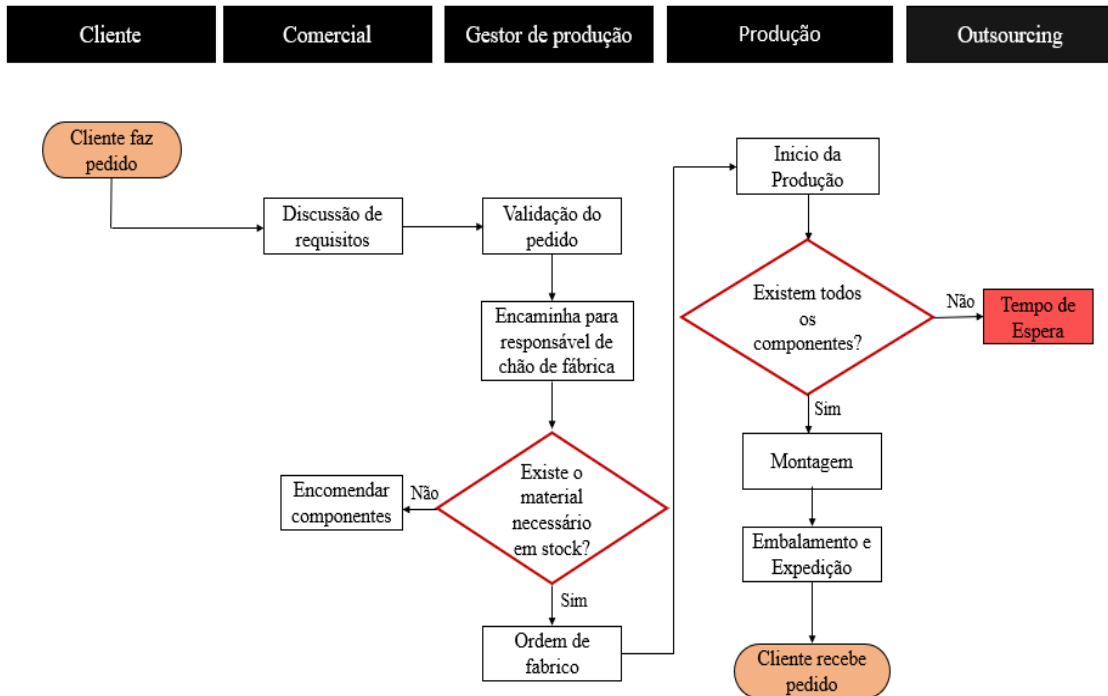 Cliente
Comercial
Gestor de produção
Produção
Outsourcing
Cliente faz
pedido
Discussão de
requisitos
Validação do
pedido
Encaminha para
responsável de
chão de fábrica
Existe o
material
necessário
em stock?
Não
Encomendar
componentes
Sim
Ordem de
fabrico
Inicio da
Produção
Existem todos
os
componentes?
Não
Tempo de
Espera
Sim
Montagem
Embalamento e
Expedição
Cliente recebe
pedido